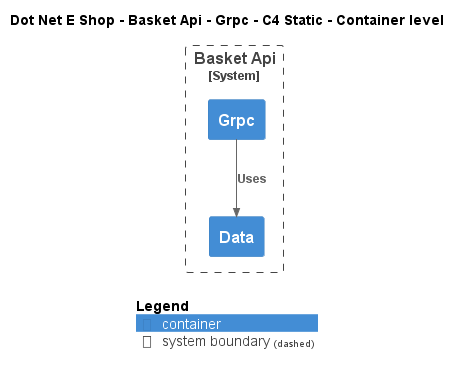 Dot Net E Shop - Basket Api - Grpc - C4 Static - Container level
Basket Api
[System]
Grpc
Uses
Data
Legend
container
system boundary (dashed)